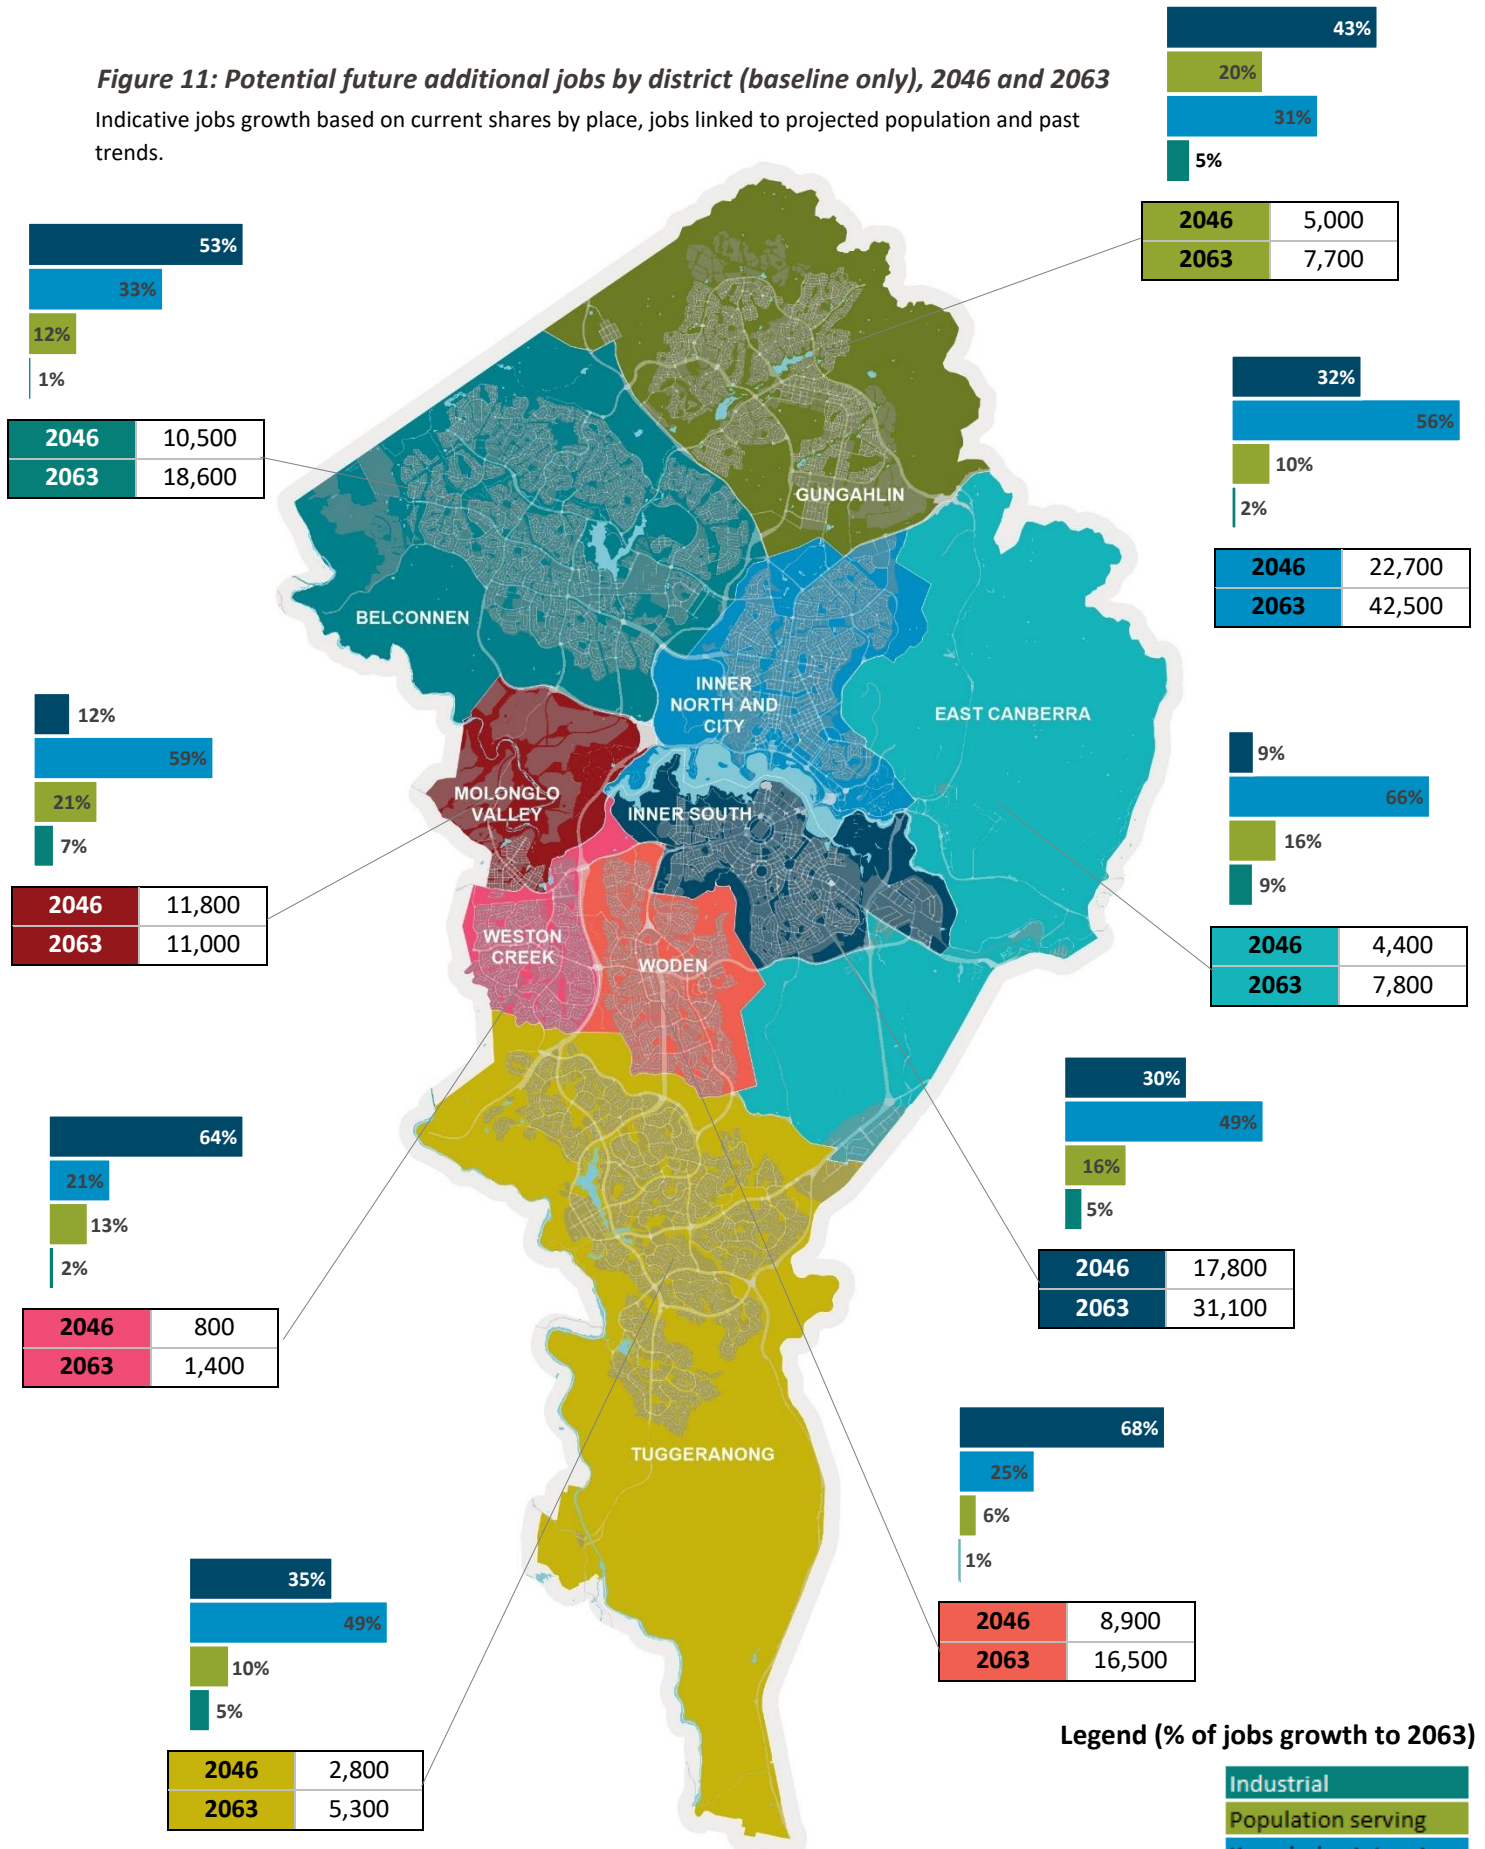 Figure 11: Potential future additional jobs by district (baseline only), 2046 and 2063
Indicative jobs growth based on current shares by place, jobs linked to projected population and past
trends.
43%
20%
31%
5%
2046 5,000
2063 7,700
53%
33%
12%
1%
2046 10,500
2063 18,600
32%
56%
10%
2%
2046 22,700
2063 42,500
GUNGAHLIN
BELCONNEN
INNER
NORTH AND
CITY
EAST CANBERRA
12%
59%
21%
7%
2046 11,800
2063 11,000
MOLONGLO
VALLEY
INNER SOUTH
9%
66%
16%
9%
2046 4,400
2063 7,800
WESTON
CREEK
WODEN
30%
49%
16%
5%
2046 17,800
2063 31,100
64%
21%
13%
2%
2046 800
2063 1,400
TUGGERANONG
68%
25%
6%
1%
2046 8,900
2063 16,500
35%
49%
10%
5%
2046 2,800
2063 5,300
Legend (% of jobs growth to 2063)
Industrial
Population serving